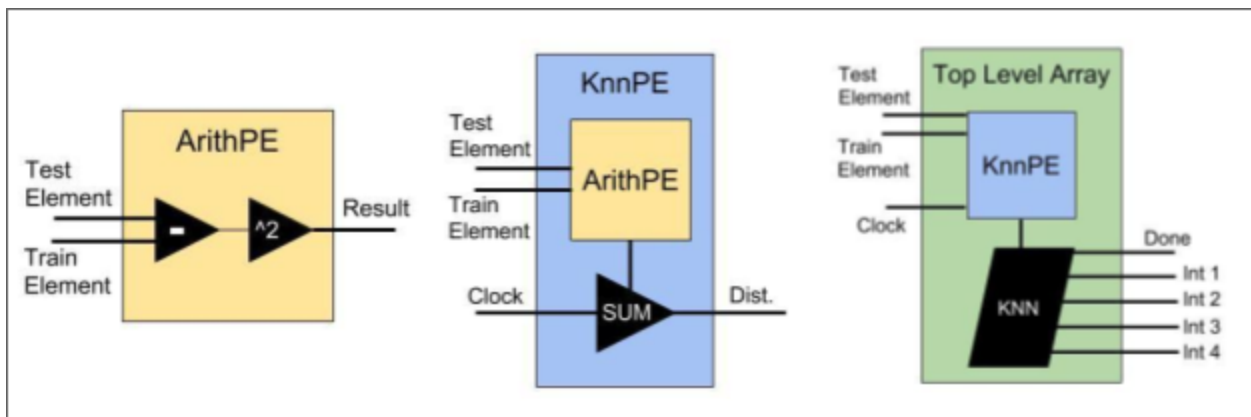 ArithPE
Test
Element
-
^2
Result
Train
Element
KnnPE
Test
Element
ArithPE
Train
Element
Clock
SUM
Dist.
Top Level Array
Test
Element
KnnPE
Train
Element
Clock
KNN
Done
Int 1
Int 2
Int 3
Int 4